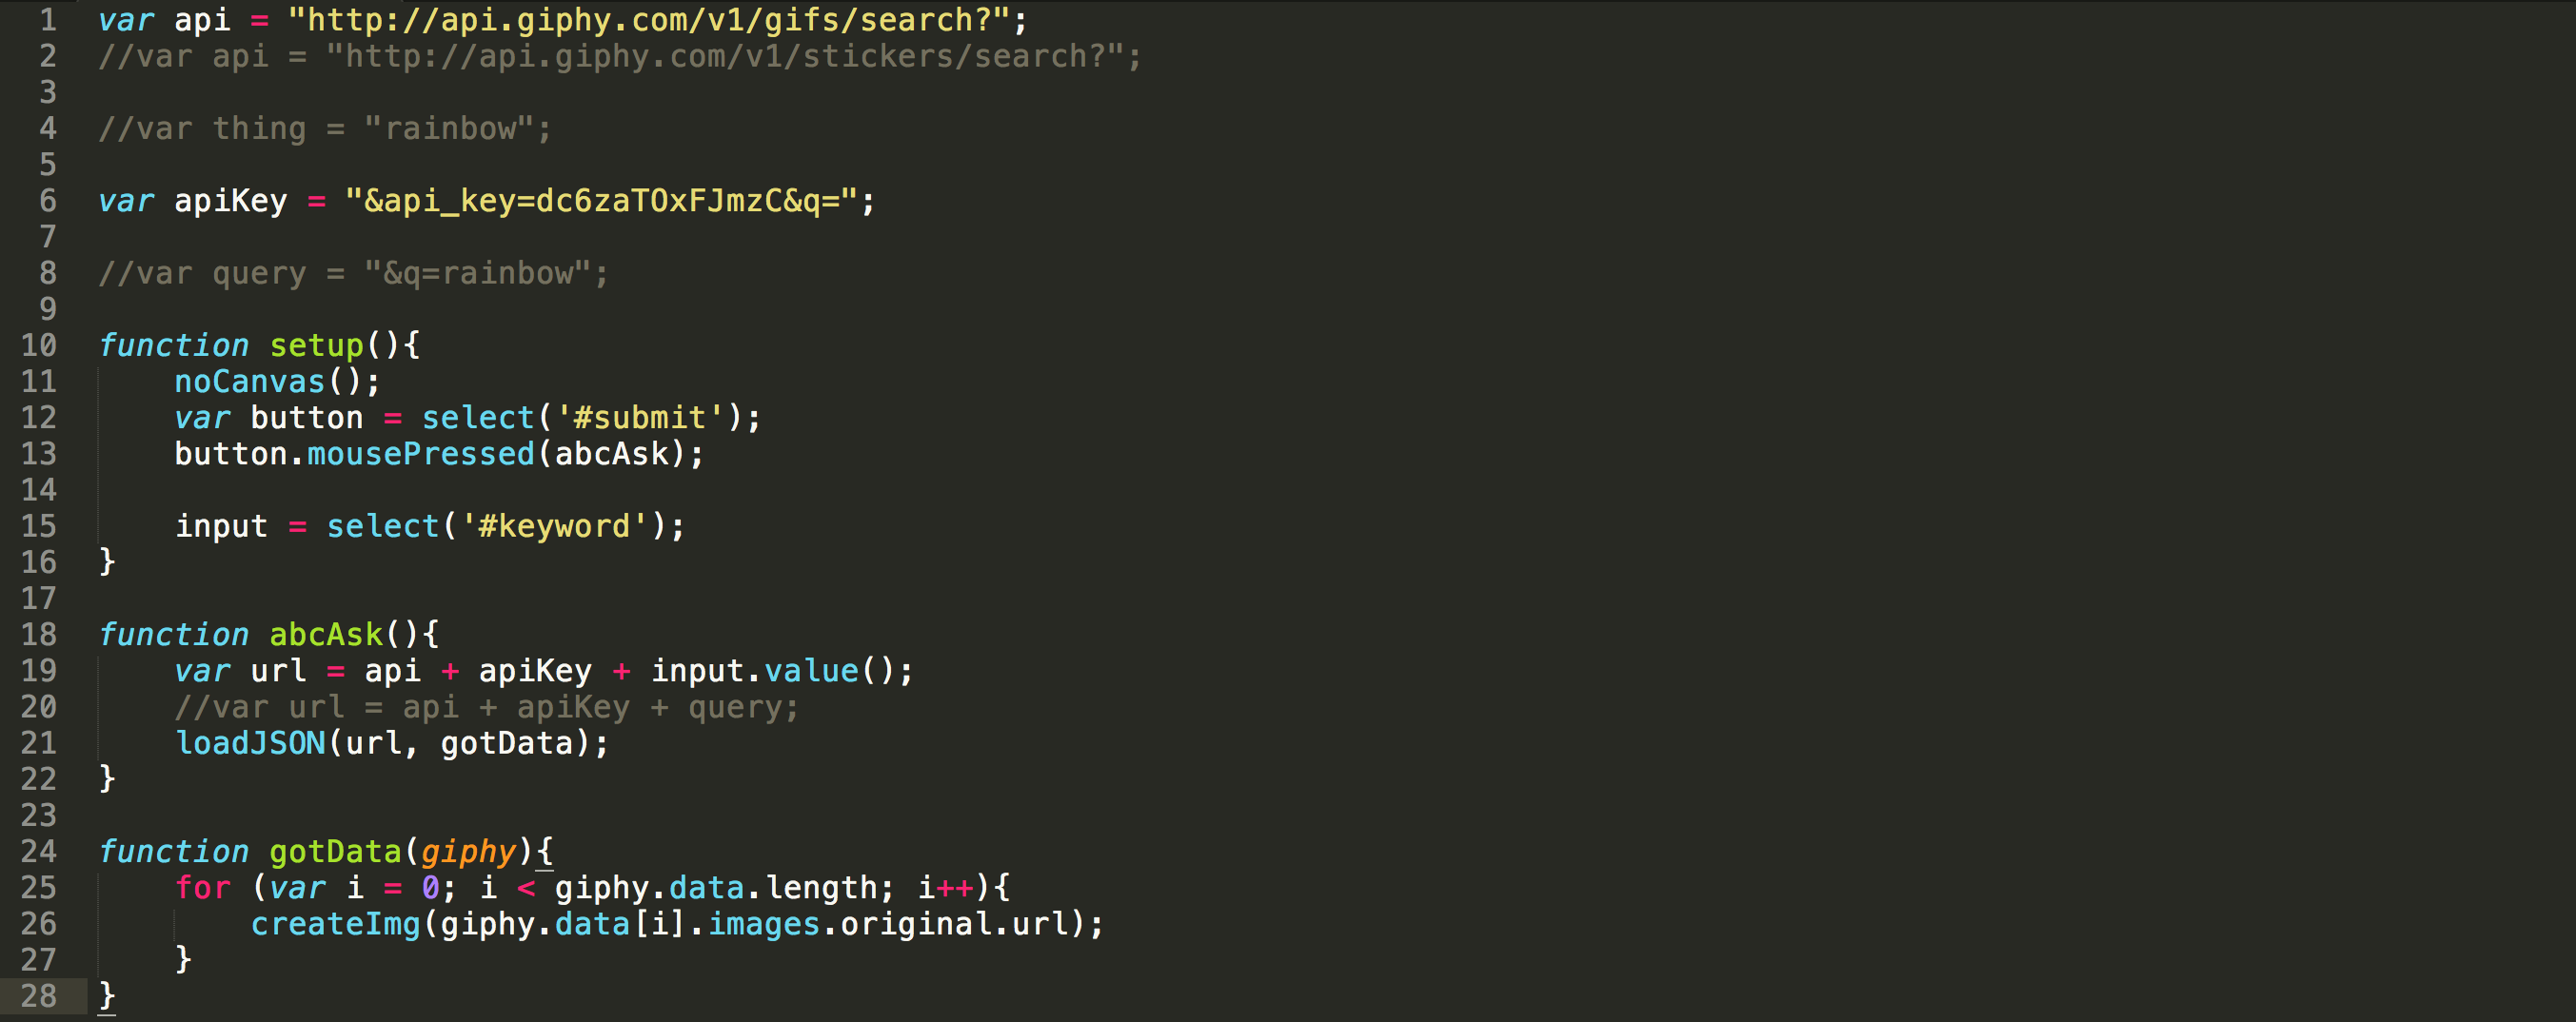 1 var api = "http://api.giphy.com/v1/gifs/search?";
2 //var api = "http://api.giphy.com/v1/stickers/search?";
3
4 //var thing = "rainbow";
5
6 var apiKey = "&api_key=dc6zaTOxFJmzC&q=";
7
8 //var query = "&q=rainbow";
9
10 function setup(){
11     noCanvas();
12     var button = select('#submit');
13     button.mousePressed(abcAsk);
14
15     input = select('#keyword');
16 }
17
18 function abcAsk(){
19     var url = api + apiKey + input.value();
20     //var url = api + apiKey + query;
21     loadJSON(url, gotData);
22 }
23
24 function gotData(giphy){
25     for (var i = 0; i < giphy.data.length; i++){
26         createImg(giphy.data[i].images.original.url);
27     }
28 }